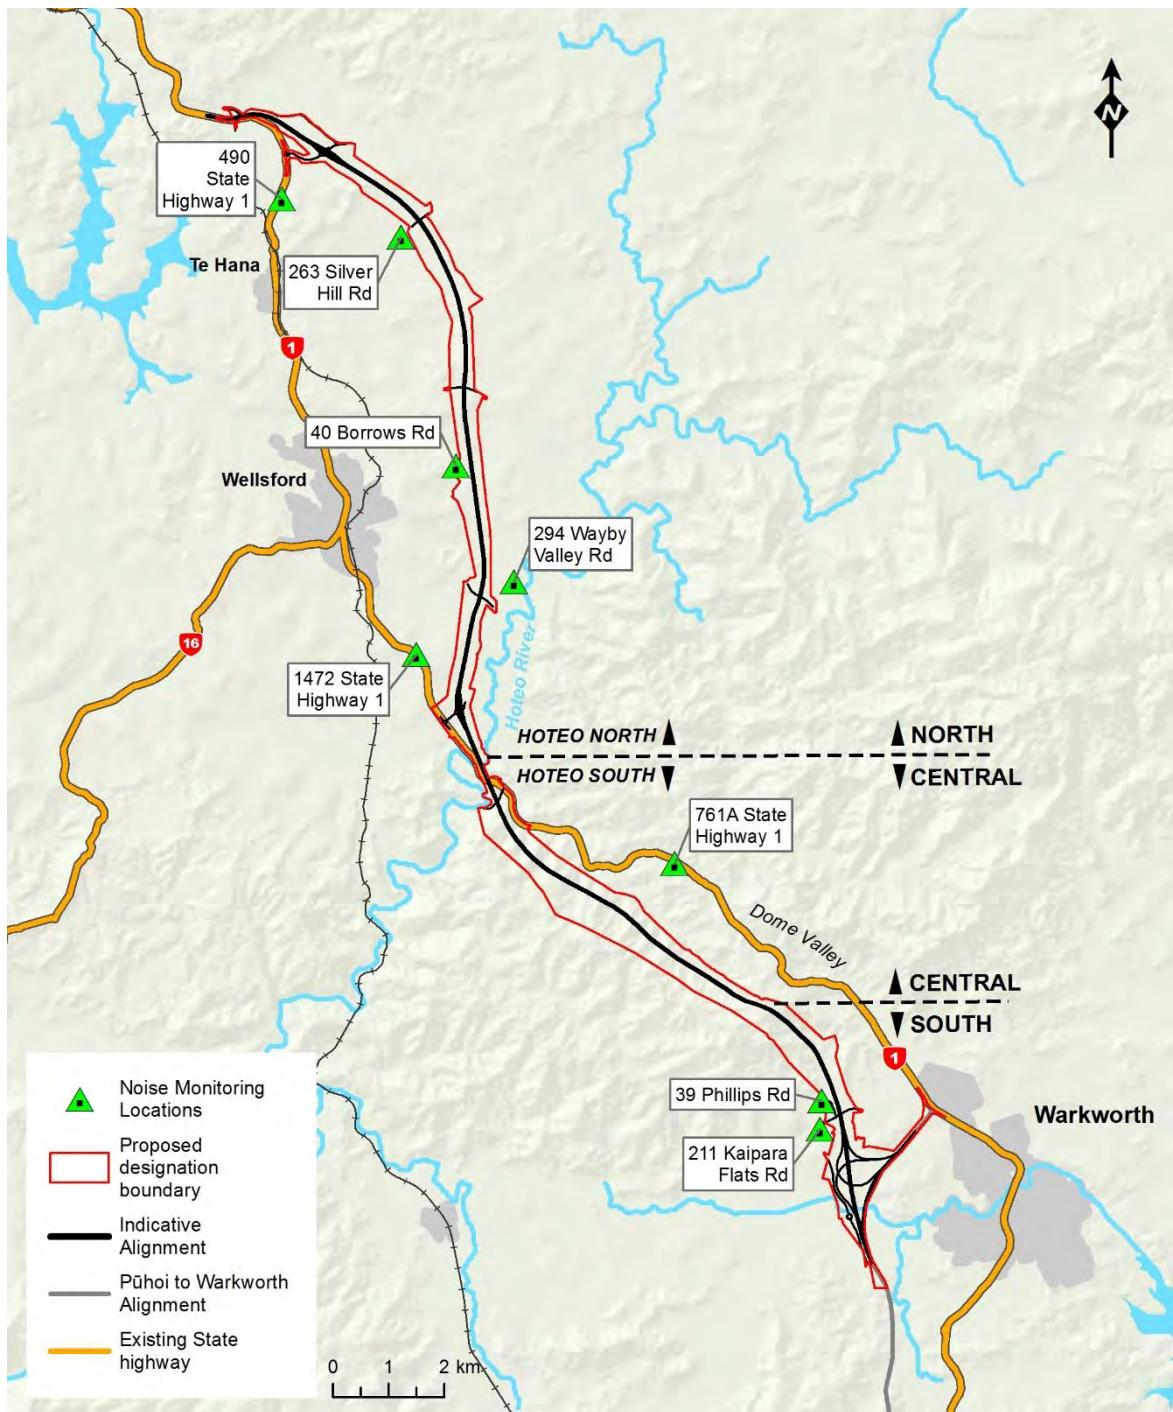 N
490
State
Highway 1
Te Hana
263 Silver
Hill Rd
1
40 Borrows Rd
Wellsford
294 Wayby
Valley Rd
16
Hoteo River
1472 State
Highway 1
HOTEO NORTH
NORTH
HOTEO SOUTH
CENTRAL
761A State
Highway 1
Dome Valley
CENTRAL
SOUTH
1
39 Phillips Rd
Warkworth
211 Kaipara
Flats Rd
Noise Monitoring
Locations
Proposed
designation
boundary
Indicative
Alignment
Pūhoi to Warkworth
Alignment
Existing State
highway
0 1 2 km